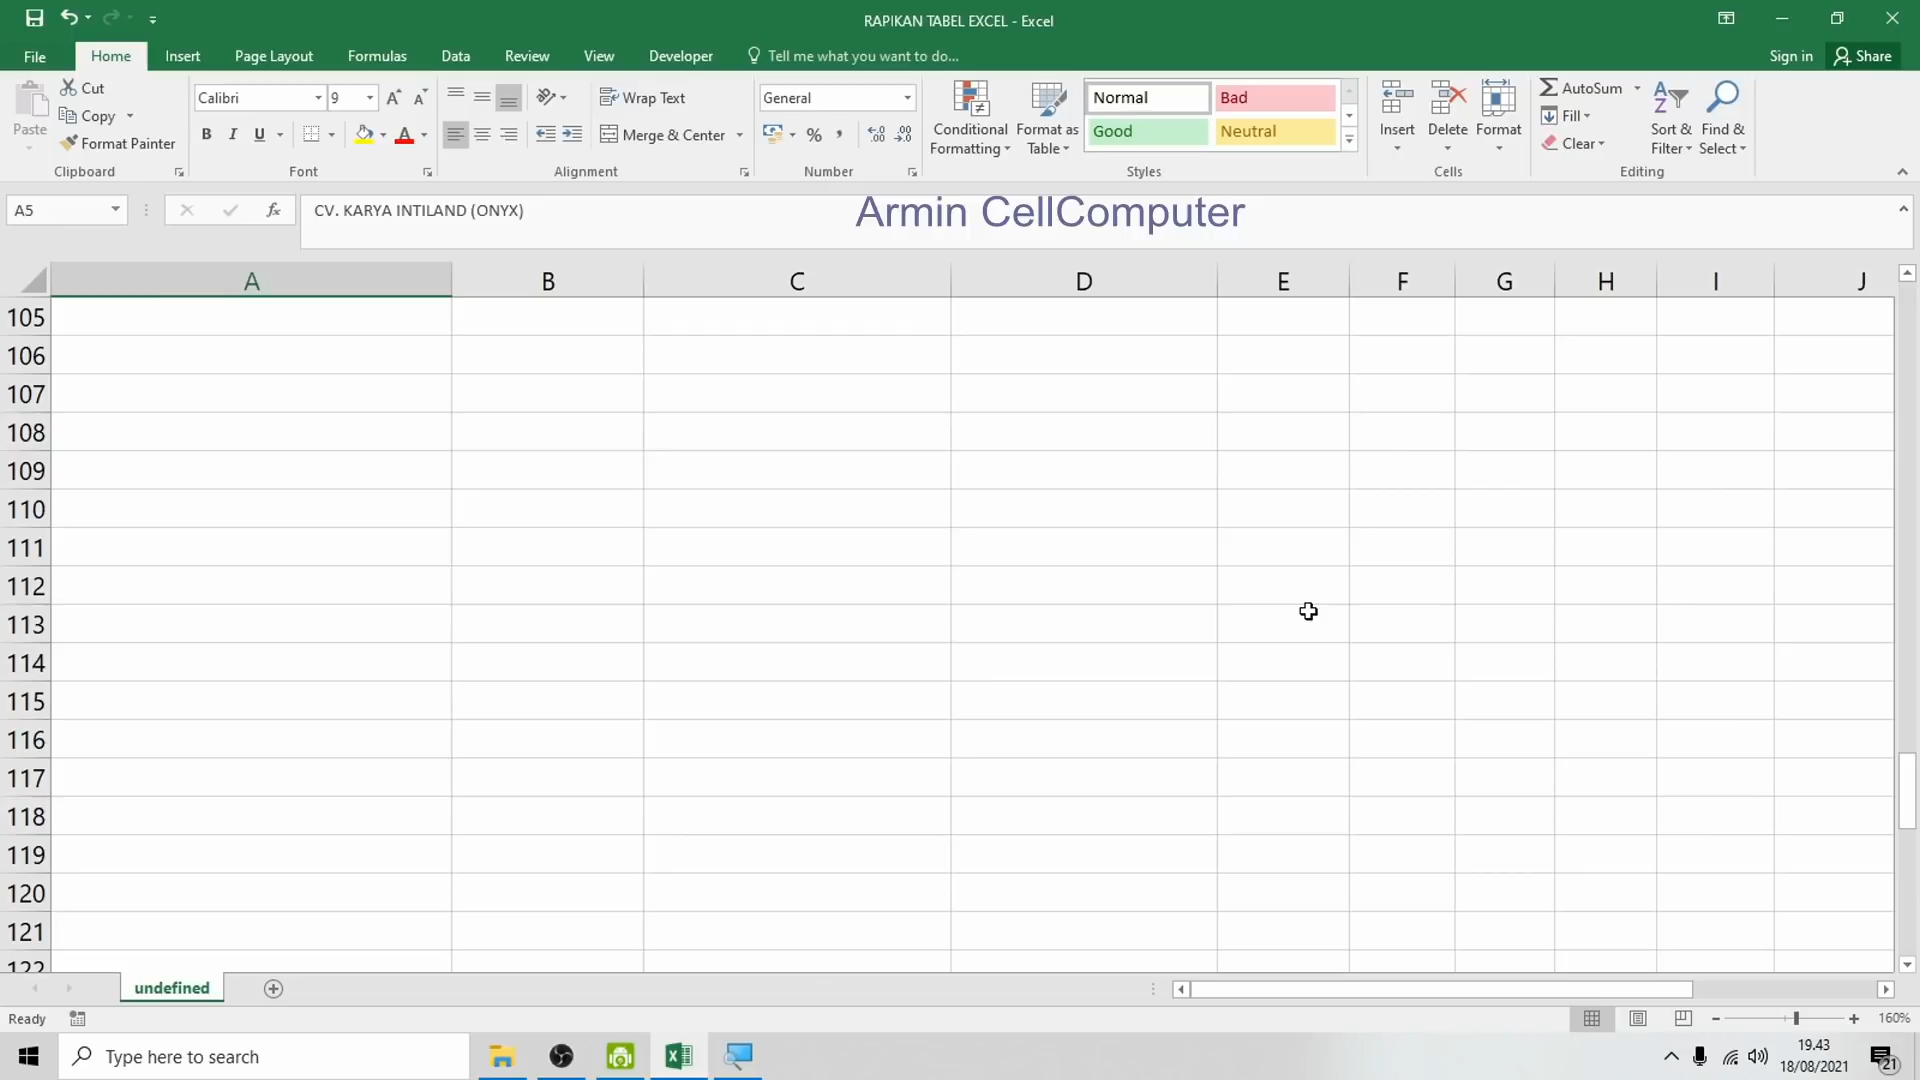 RAPIKAN TABEL EXCEL - Excel
File Home Insert Page Layout Formulas Data Review View Developer Tell me what you want to do... Sign in Share
Paste
Cut
Copy
Format Painter
Clipboard
Calibri 9
B I U
Font
Wrap Text
Merge & Center
Alignment
General
Number
Conditional Formatting
Format as Table
Normal Bad
Good Neutral
Styles
Insert Delete Format
Cells
AutoSum
Fill
Clear
Sort & Filter
Find & Select
Editing
A5 fx CV. KARYA INTILAND (ONYX)
Armin CellComputer
A B C D E F G H I J
105
106
107
108
109
110
111
112
113
114
115
116
117
118
119
120
121
122
undefined
Ready 160%
Type here to search
19.43
18/08/2021
21